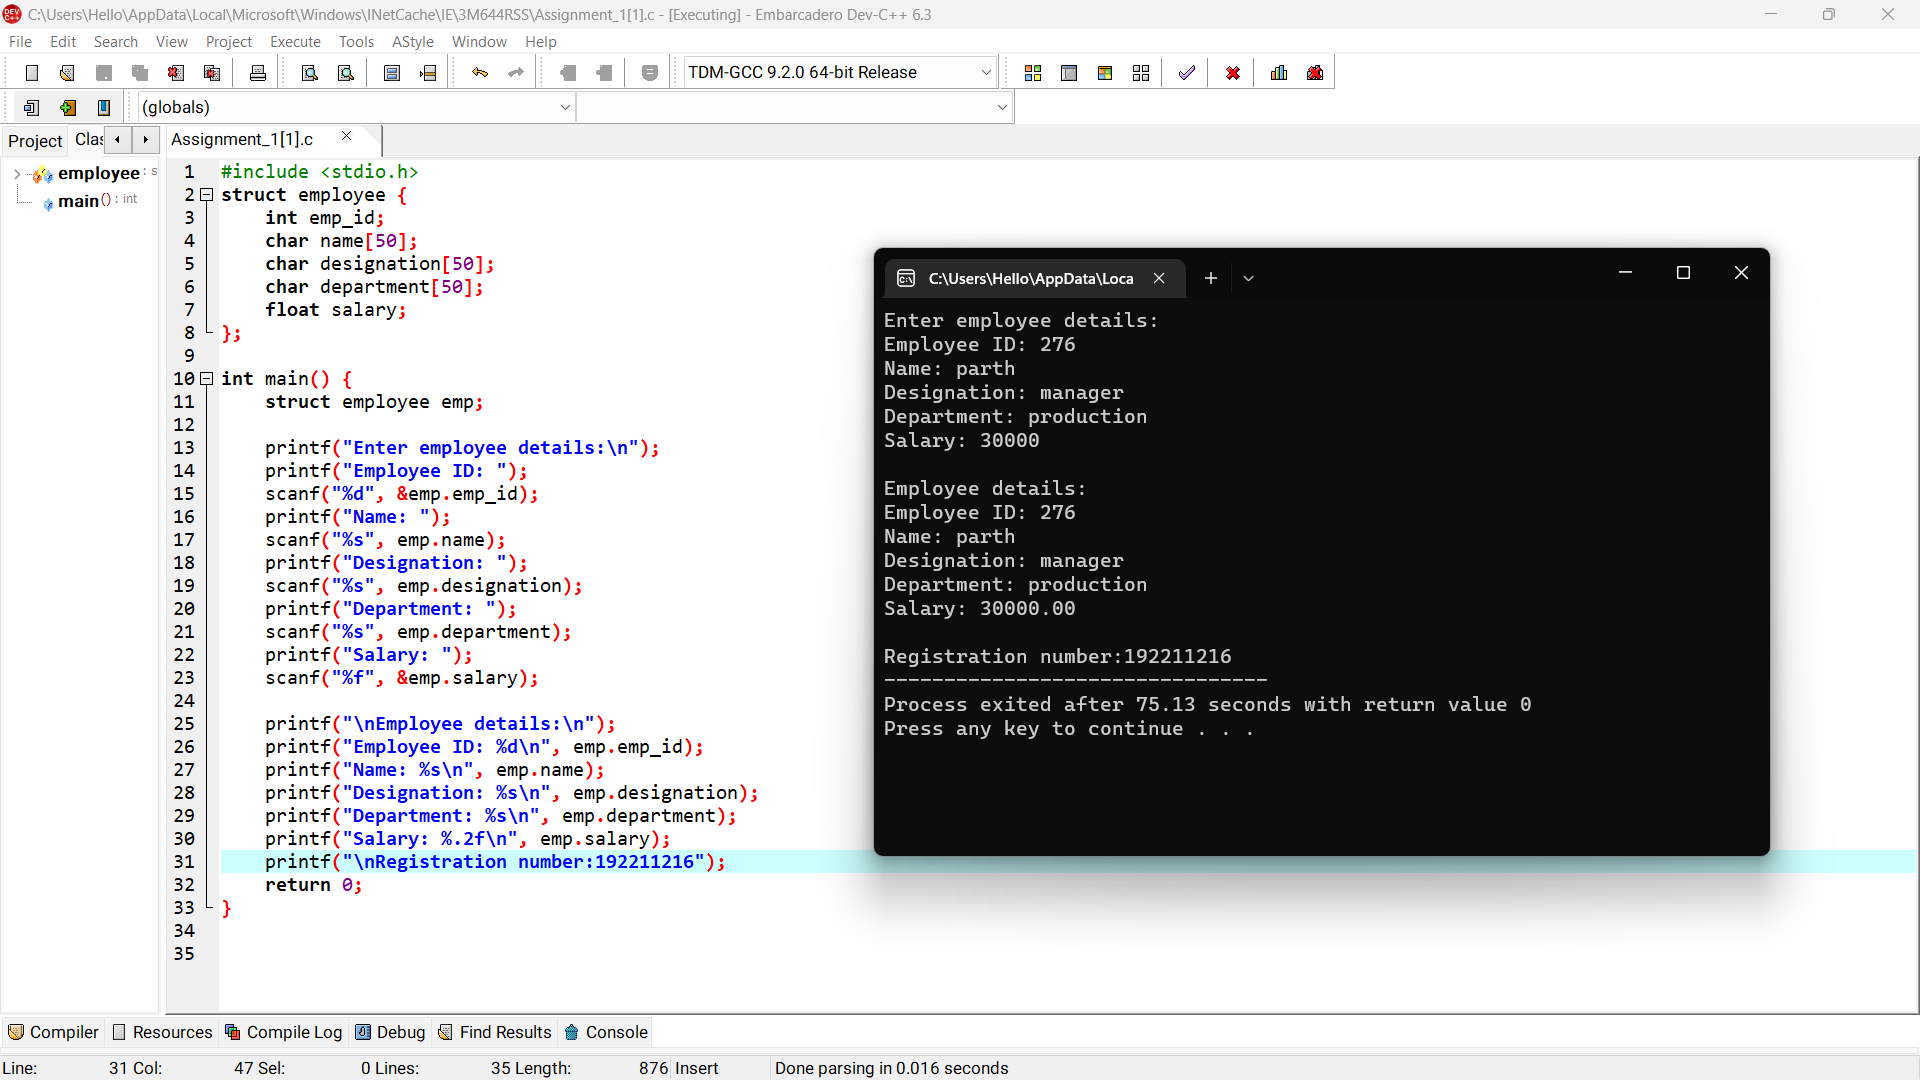 C:\Users\Hello\AppData\Local\Microsoft\Windows\INetCache\IE\3M644RSS\Assignment_1[1].c - [Executing] - Embarcadero Dev-C++ 6.3
File Edit Search View Project Execute Tools AStyle Window Help
TDM-GCC 9.2.0 64-bit Release
(globals)
Project Clas Assignment_1[1].c
employee : s
main () : int
1 #include <stdio.h>
2 struct employee {
3     int emp_id;
4     char name[50];
5     char designation[50];
6     char department[50];
7     float salary;
8 };
9
10 int main() {
11     struct employee emp;
12
13     printf("Enter employee details:\n");
14     printf("Employee ID: ");
15     scanf("%d", &emp.emp_id);
16     printf("Name: ");
17     scanf("%s", emp.name);
18     printf("Designation: ");
19     scanf("%s", emp.designation);
20     printf("Department: ");
21     scanf("%s", emp.department);
22     printf("Salary: ");
23     scanf("%f", &emp.salary);
24
25     printf("\nEmployee details:\n");
26     printf("Employee ID: %d\n", emp.emp_id);
27     printf("Name: %s\n", emp.name);
28     printf("Designation: %s\n", emp.designation);
29     printf("Department: %s\n", emp.department);
30     printf("Salary: %.2f\n", emp.salary);
31     printf("\nRegistration number:192211216");
32     return 0;
33 }
34
35
C:\Users\Hello\AppData\Loca
Enter employee details:
Employee ID: 276
Name: parth
Designation: manager
Department: production
Salary: 30000

Employee details:
Employee ID: 276
Name: parth
Designation: manager
Department: production
Salary: 30000.00

Registration number:192211216
--------------------------------
Process exited after 75.13 seconds with return value 0
Press any key to continue . . .
Compiler Resources Compile Log Debug Find Results Console
Line: 31 Col: 47 Sel: 0 Lines: 35 Length: 876 Insert Done parsing in 0.016 seconds